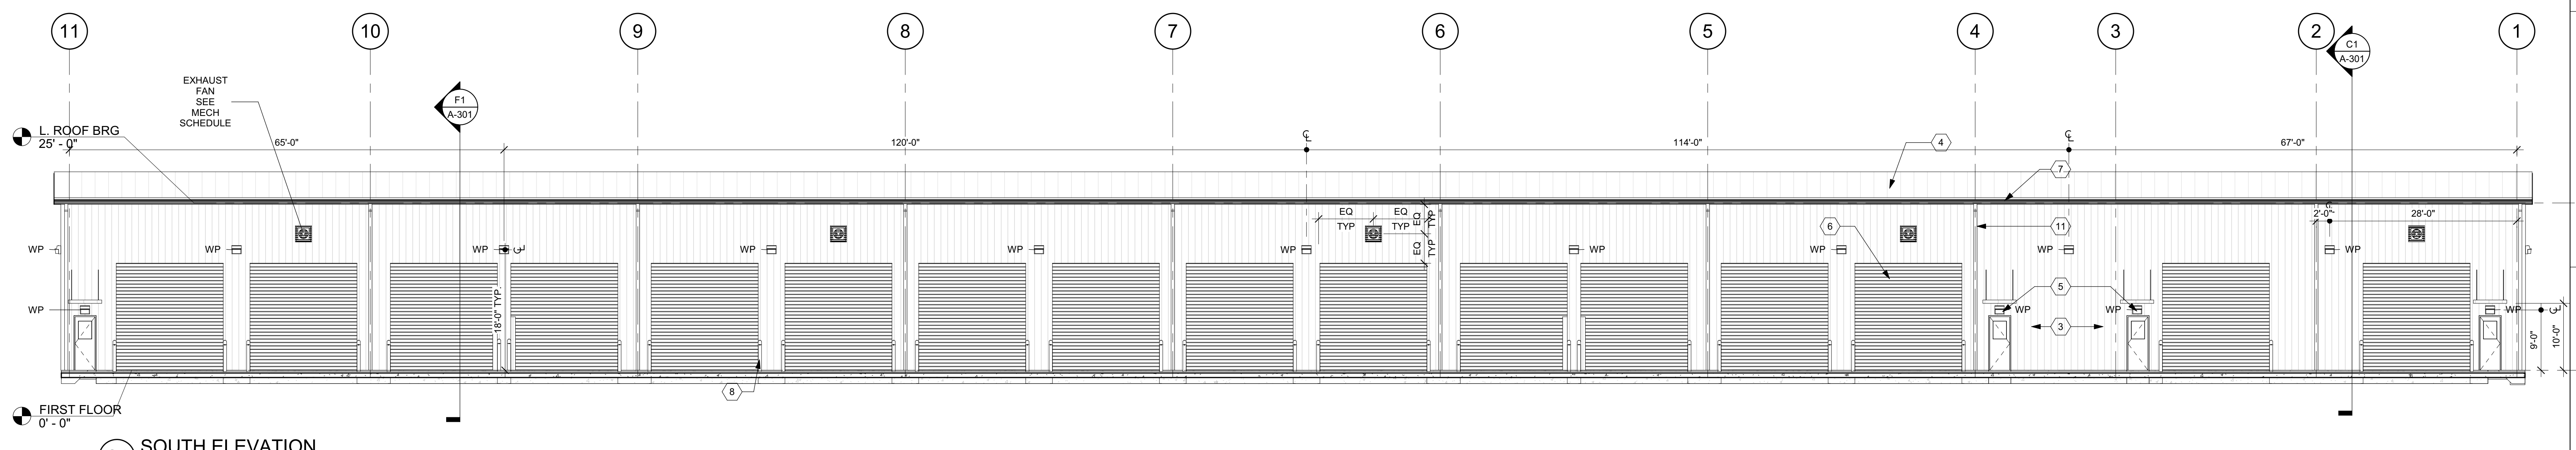 11 10 9 8 7 6 5 4 3 2 1
C1
A-301
EXHAUST
FAN
SEE
MECH
SCHEDULE
F1
A-301
L. ROOF BRG
25' - 0"
65'-0" 120'-0" 114'-0" 67'-0"
4
7
EQ EQ
TYP TYP
EQ TYP
EQ TYP
2'-0" 28'-0"
6 11
WP WP WP WP WP WP WP WP WP WP
18'-0" TYP.
5
WP WP WP WP
3
9'-0"
10'-0"
8
FIRST FLOOR
0' - 0"
SOUTH ELEVATION